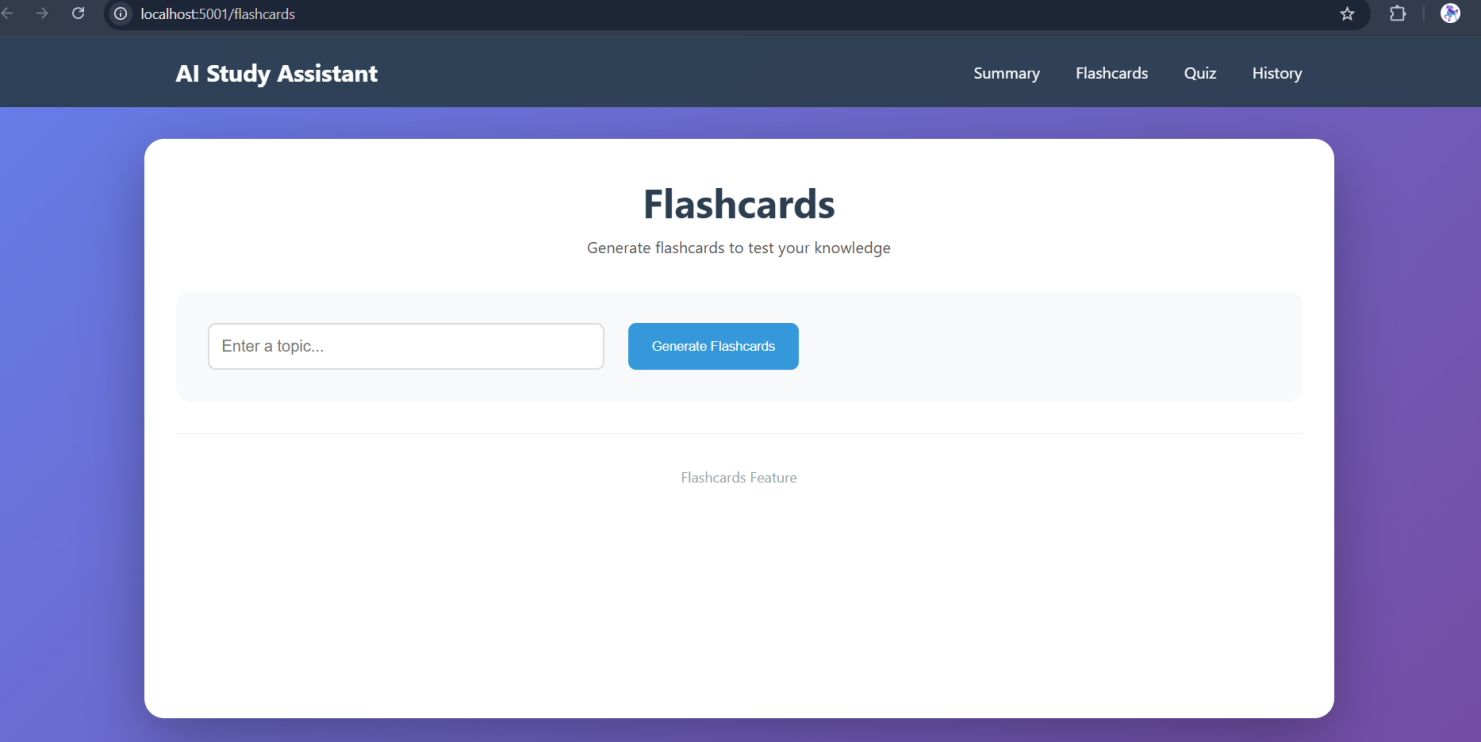 localhost:5001/flashcards
AI Study Assistant
Summary
Flashcards
Quiz
History
Flashcards
Generate flashcards to test your knowledge
Enter a topic...
Generate Flashcards
Flashcards Feature